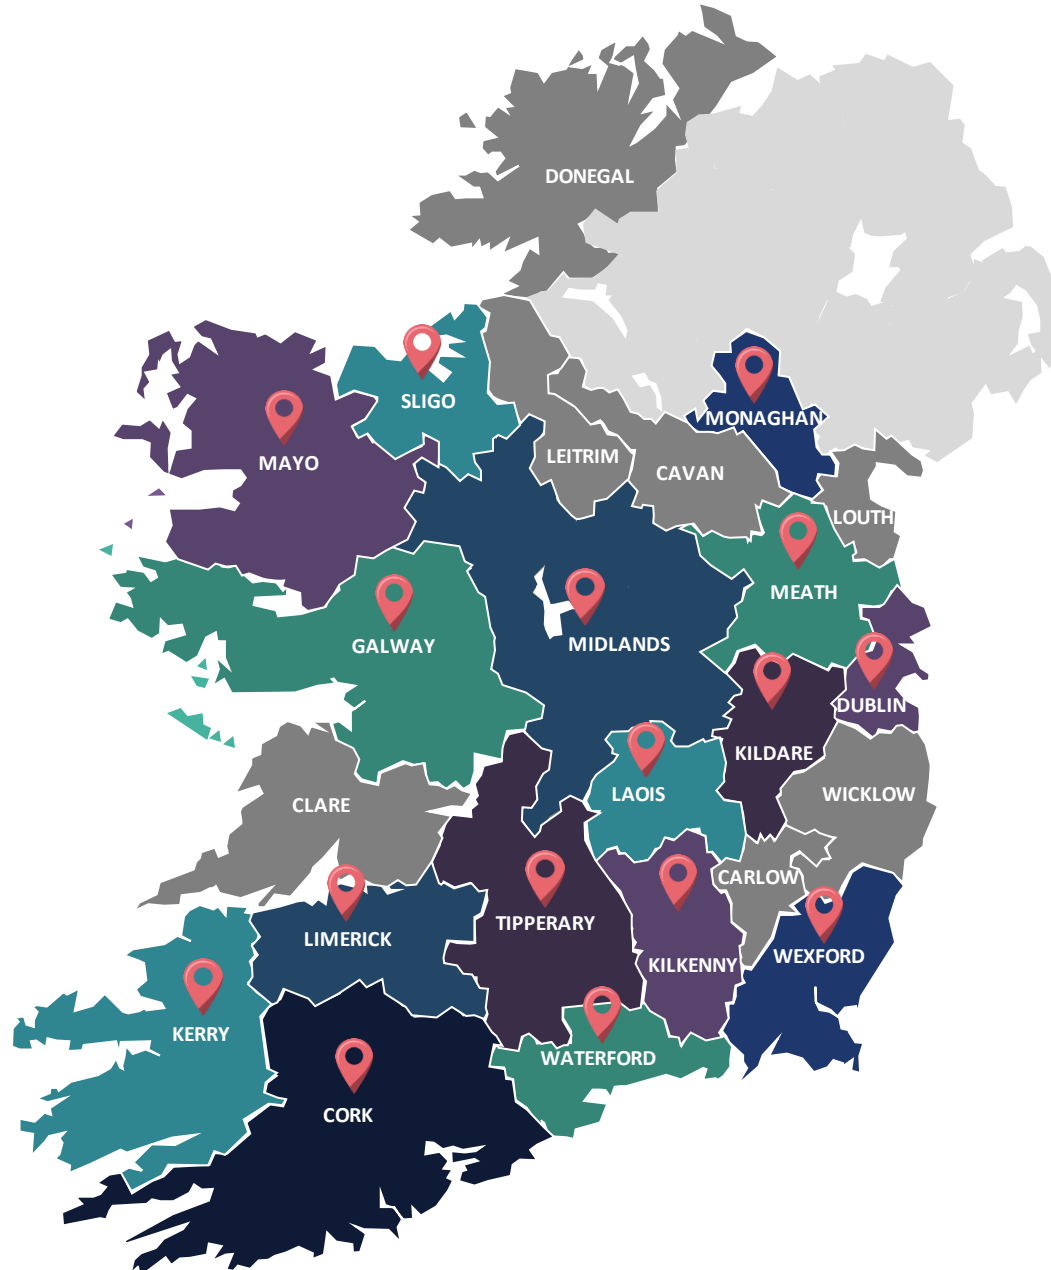 DONEGAL
SLIGO
MONAGHAN
MAYO
LEITRIM
CAVAN
LOUTH
MEATH
GALWAY
MIDLANDS
DUBLIN
KILDARE
LAOIS
WICKLOW
CLARE
CARLOW
TIPPERARY
LIMERICK
WEXFORD
KILKENNY
KERRY
WATERFORD
CORK